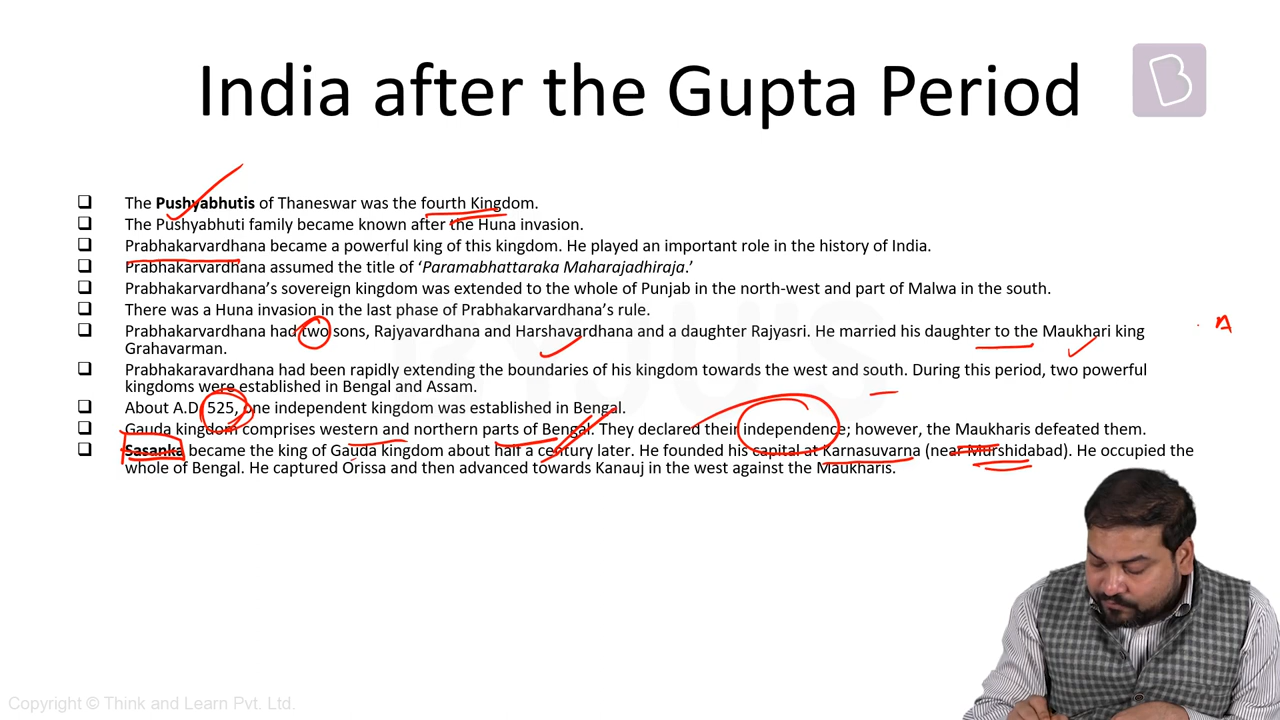 India after the Gupta Period
B
❑ The Pushyabhutis of Thaneswar was the fourth Kingdom.
❑ The Pushyabhuti family became known after the Huna invasion.
❑ Prabhakarvardhana became a powerful king of this kingdom. He played an important role in the history of India.
❑ Prabhakarvardhana assumed the title of ‘Paramabhattaraka Maharajadhiraja.’
❑ Prabhakarvardhana’s sovereign kingdom was extended to the whole of Punjab in the north-west and part of Malwa in the south.
❑ There was a Huna invasion in the last phase of Prabhakarvardhana’s rule.
❑ Prabhakarvardhana had two sons, Rajyavardhana and Harshavardhana and a daughter Rajyasri. He married his daughter to the Maukhari king
Grahavarman.
A
❑ Prabhakaravardhana had been rapidly extending the boundaries of his kingdom towards the west and south. During this period, two powerful
kingdoms were established in Bengal and Assam.
❑ About A.D 525, one independent kingdom was established in Bengal.
❑ Gauda kingdom comprises western and northern parts of Bengal. They declared their independence; however, the Maukharis defeated them.
❑ Sasanka became the king of Gauda kingdom about half a century later. He founded his capital at Karnasuvarna (near Murshidabad). He occupied the
whole of Bengal. He captured Orissa and then advanced towards Kanauj in the west against the Maukharis.
BYJU'S
Copyright © Think and Learn Pvt. Ltd.